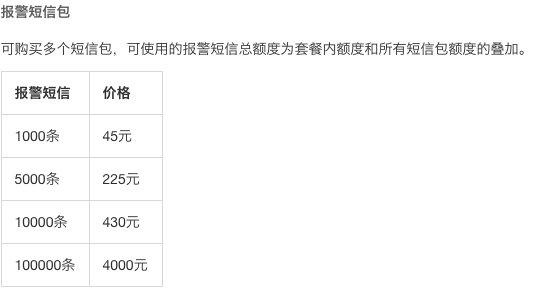 报警短信包
可购买多个短信包，可使用的报警短信总额度为套餐内额度和所有短信包额度的叠加。
报警短信 价格
1000条 45元
5000条 225元
10000条 430元
100000条 4000元